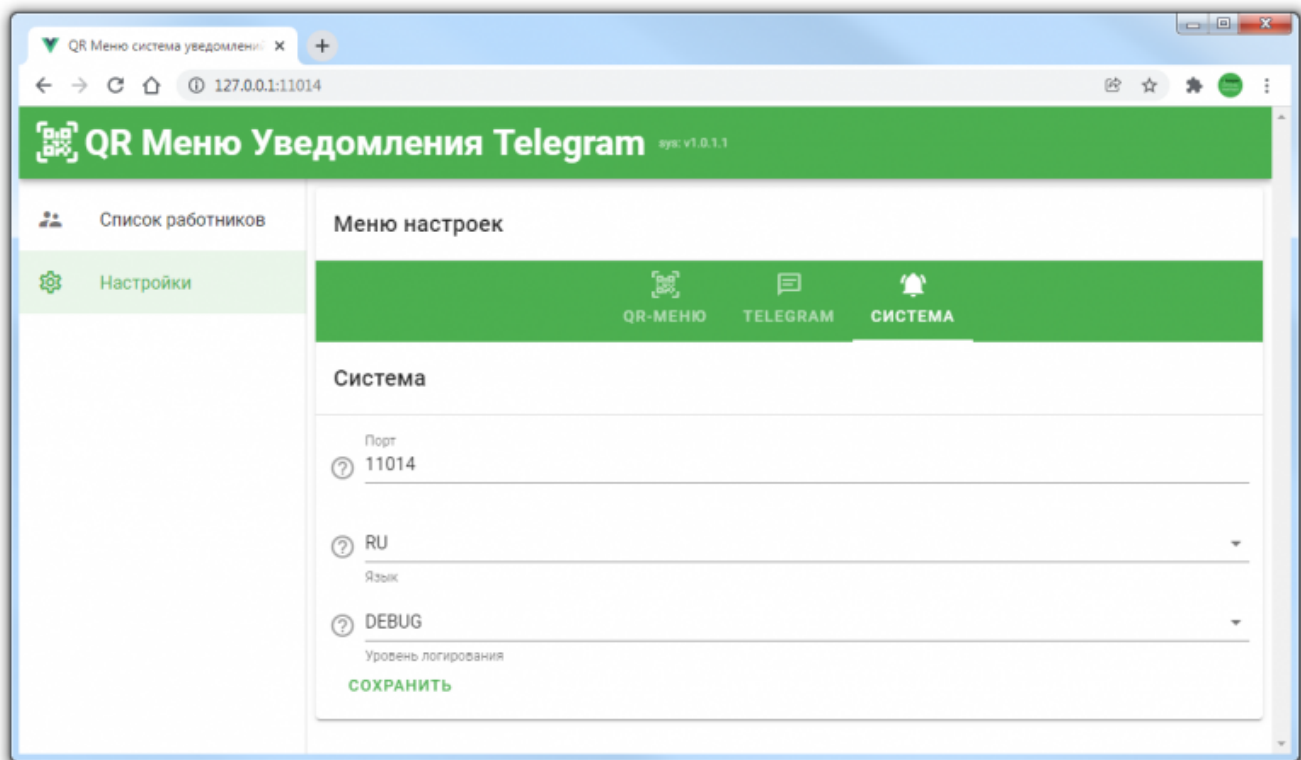 QR Меню система уведомлени
127.0.0.1:11014
QR Меню Уведомления Telegram sys: v1.0.1.1
Список работников
Настройки
Меню настроек
QR-МЕНЮ TELEGRAM СИСТЕМА
Система
Порт
11014
RU
Язык
DEBUG
Уровень логирования
СОХРАНИТЬ